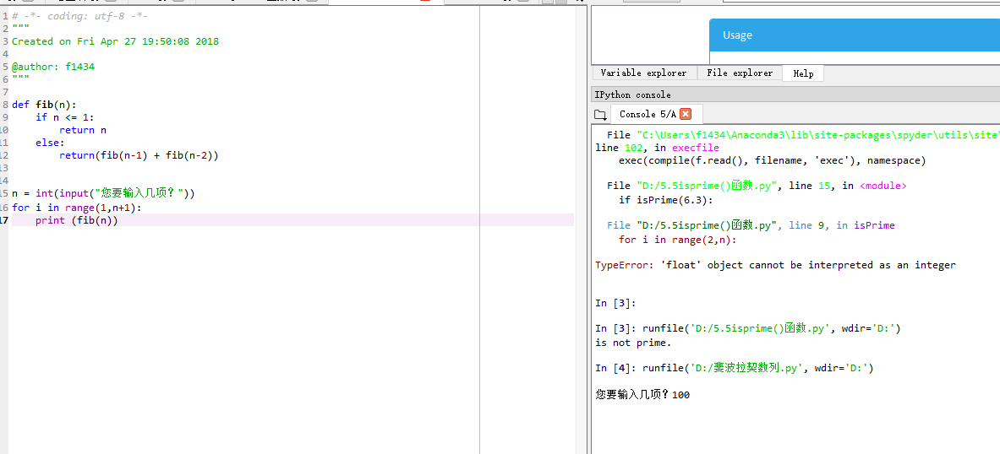 1 # -*- coding: utf-8 -*-
2 """
3 Created on Fri Apr 27 19:50:08 2018
4
5 @author: f1434
6 """
7
8 def fib(n):
9     if n <= 1:
10         return n
11     else:
12         return(fib(n-1) + fib(n-2))
13
14
15 n = int(input("您要输入几项？"))
16 for i in range(1,n+1):
17     print (fib(n))
Usage
Variable explorer File explorer Help
IPython console
Console 5/A
File "C:\Users\f1434\Anaconda3\lib\site-packages\spyder\utils\site\
line 102, in execfile
exec(compile(f.read(), filename, 'exec'), namespace)
File "D:/5.5isprime()函数.py", line 15, in <module>
if isPrime(6.3):
File "D:/5.5isprime()函数.py", line 9, in isPrime
for i in range(2,n):
TypeError: 'float' object cannot be interpreted as an integer
In [3]:
In [3]: runfile('D:/5.5isprime()函数.py', wdir='D:')
is not prime.
In [4]: runfile('D:/斐波拉契数列.py', wdir='D:')
您要输入几项？100